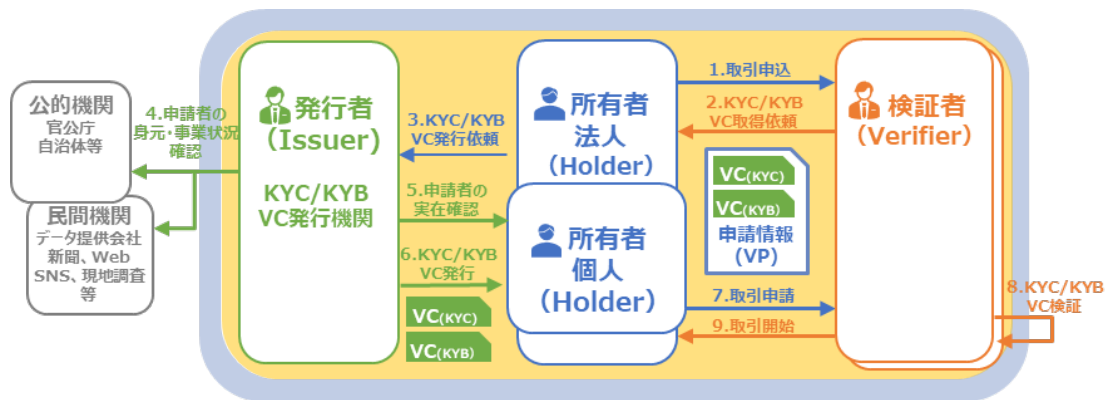 公的機関
官公庁
自治体等
民間機関
データ提供会社
新聞、Web
SNS、現地調査
等
4.申請者の
身元・事業状況
確認
発行者
（Issuer）
KYC/KYB
VC発行機関
3.KYC/KYB
VC発行依頼
5.申請者の
実在確認
6.KYC/KYB
VC発行
VC(KYC)
VC(KYB)
所有者
法人
（Holder）
所有者
個人
（Holder）
1.取引申込
2.KYC/KYB
VC取得依頼
VC(KYC)
VC(KYB)
申請情報
(VP)
7.取引申請
9.取引開始
検証者
（Verifier）
8.KYC/KYB
VC検証